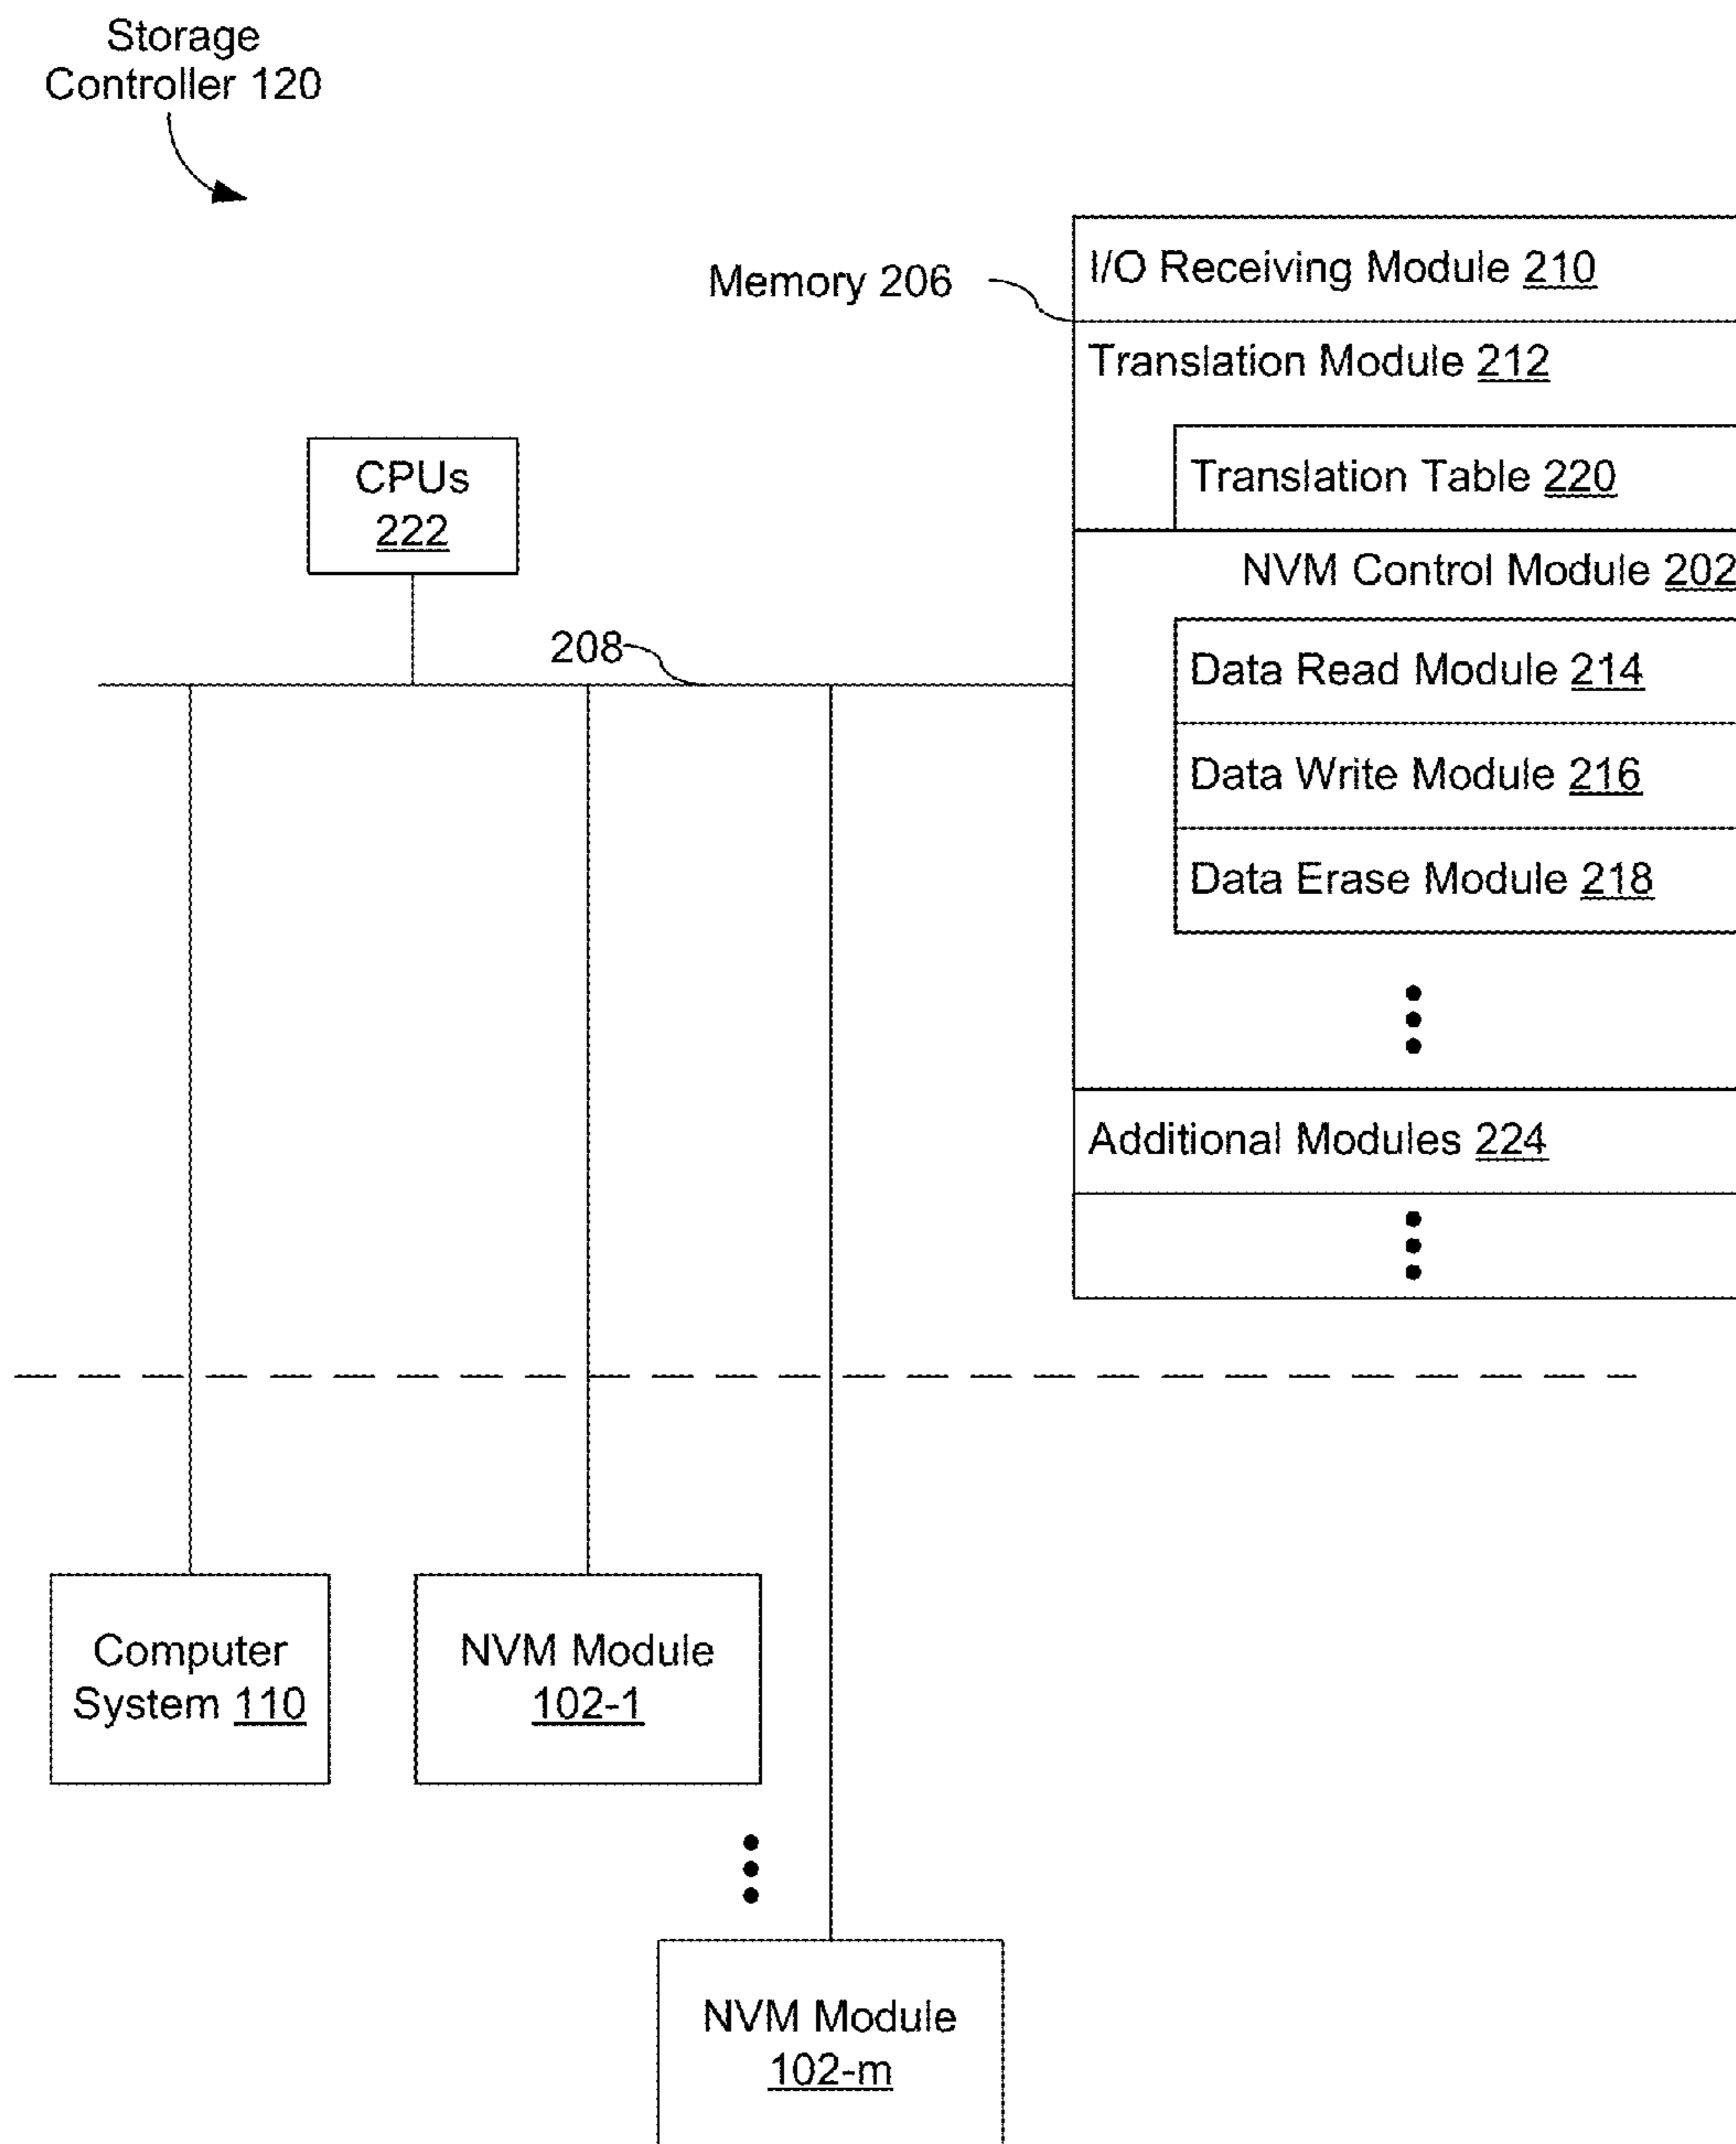 Storage
Controller 120
I/O Receiving Module 210
Memory 206
Translation Module 212
Translation Table 220
CPUs
222
NVM Control Module 202
208
Data Read Module 214
Data Write Module 216
Data Erase Module 218
Additional Modules 224
Computer
System 110
NVM Module
102-1
NVM Module
102-m